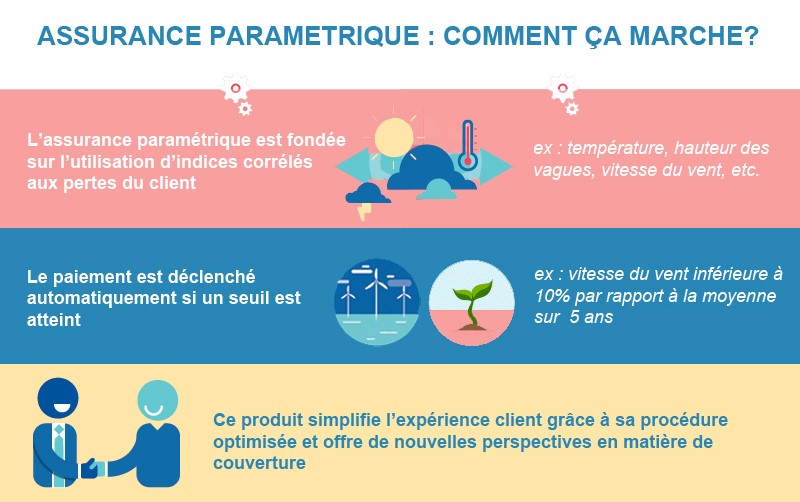 ASSURANCE PARAMETRIQUE : COMMENT ÇA MARCHE?
L'assurance paramétrique est fondée
sur l'utilisation d'indices corrélés
aux pertes du client
ex : température, hauteur des
vagues, vitesse du vent, etc.
Le paiement est déclenché
automatiquement si un seuil est
atteint
ex : vitesse du vent inférieure à
10% par rapport à la moyenne
sur  5 ans
Ce produit simplifie l'expérience client grâce à sa procédure
optimisée et offre de nouvelles perspectives en matière de
couverture